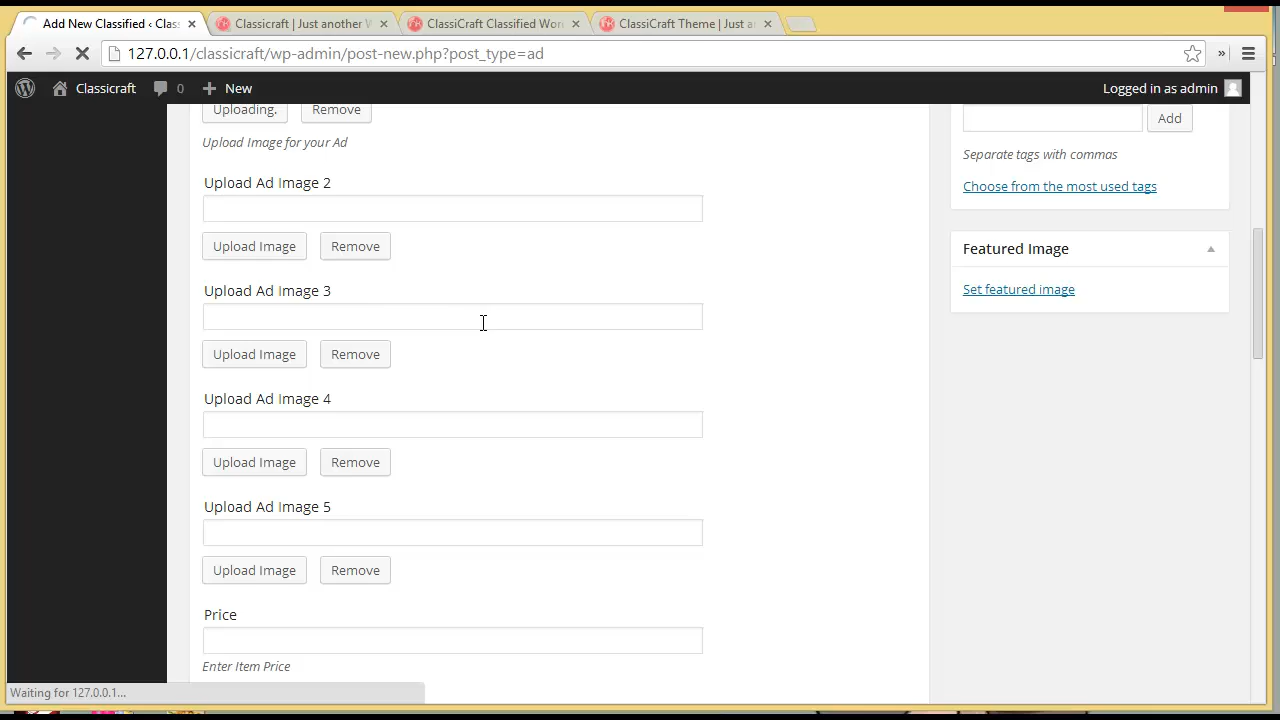 Add New Classified ‹ Clas
Classicraft | Just another W
ClassiCraft Classified Wor
ClassiCraft Theme | Just a
127.0.0.1/classicraft/wp-admin/post-new.php?post_type=ad
Classicraft 0 New Logged in as admin
Uploading. Remove
Upload Image for your Ad
Upload Ad Image 2
Upload Image Remove
Upload Ad Image 3
Upload Image Remove
Upload Ad Image 4
Upload Image Remove
Upload Ad Image 5
Upload Image Remove
Price
Enter Item Price
Add
Separate tags with commas
Choose from the most used tags
Featured Image
Set featured image
Waiting for 127.0.0.1...